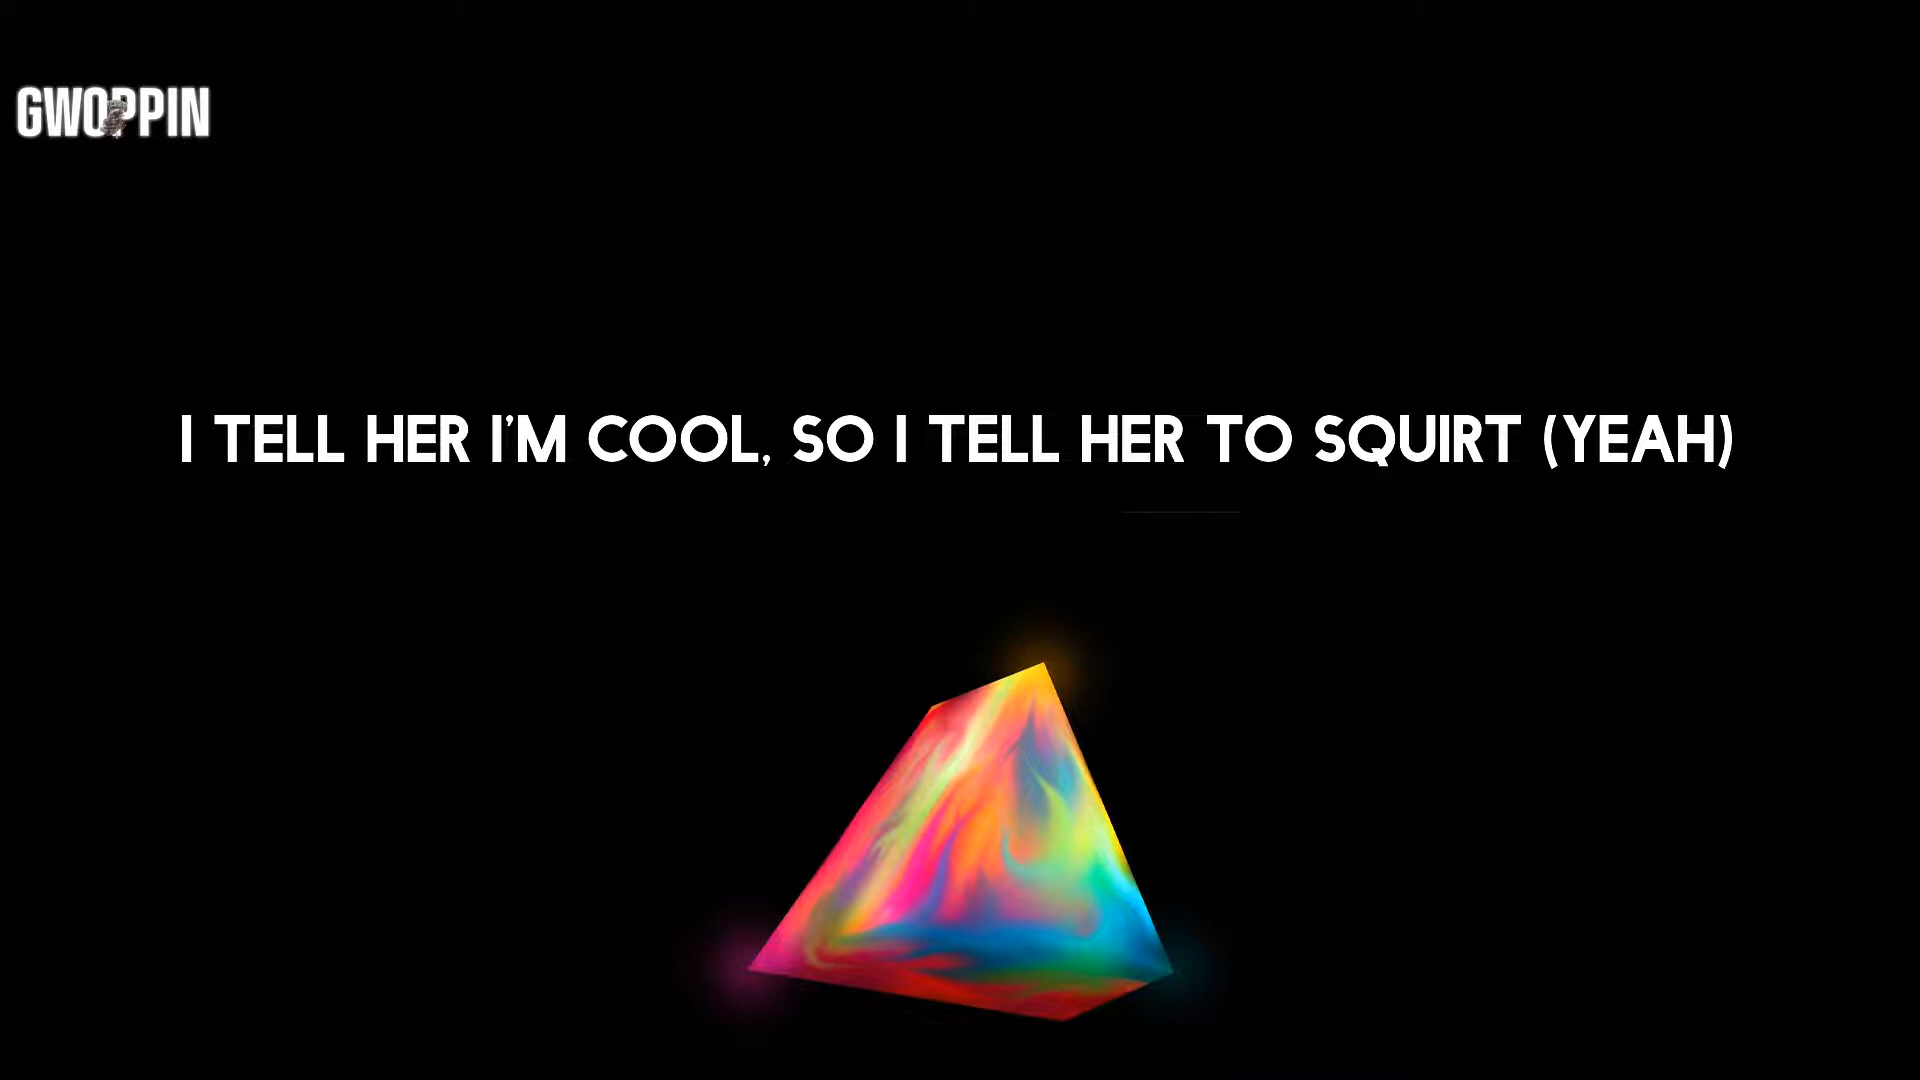 GWOPPIN
I TELL HER I'M COOL, SO I TELL HER TO SQUIRT (YEAH)